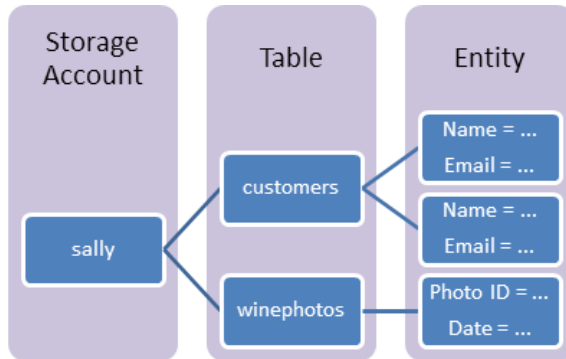 Storage
Account
Table
Entity
sally
customers
winephotos
Name = ...
Email = ...
Name = ...
Email = ...
Photo ID = ...
Date = ...